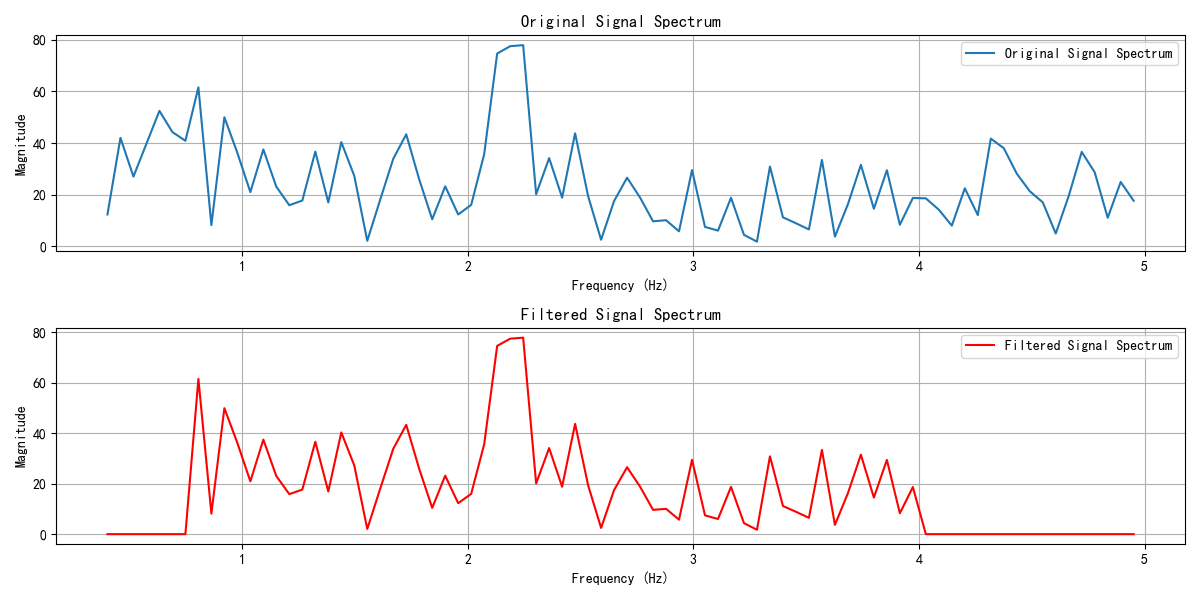 Original Signal Spectrum
80
60
40
20
0
Magnitude
Original Signal Spectrum
1 2 3 4 5
Frequency (Hz)
Filtered Signal Spectrum
80
60
40
20
0
Magnitude
Filtered Signal Spectrum
1 2 3 4 5
Frequency (Hz)